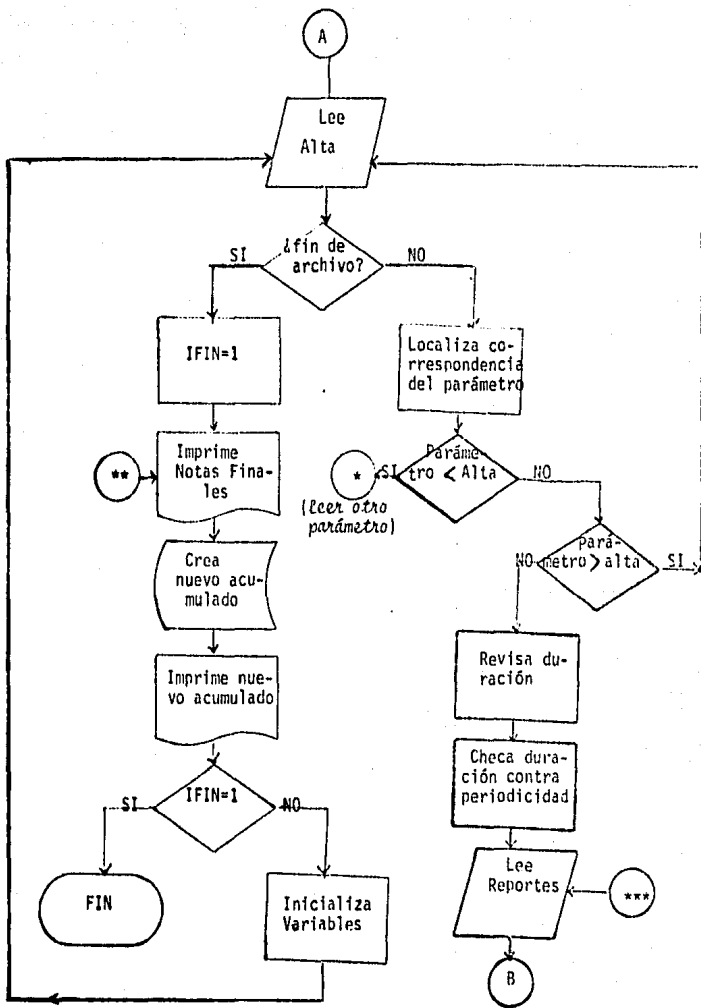 A
Lee
Alta
¿fin de
archivo?
SI
NO
IFIN=1
Localiza co-
rrespondencia
del parámetro
**
Imprime
Notas Fina-
les
*
(leer otro
parámetro)
SI
Paráme-
tro < Alta
NO
Crea
nuevo acu-
mulado
NO
Pará-
metro > alta
SI
Imprime nue-
vo acumulado
Revisa du-
ración
IFIN=1
SI
NO
Checa dura-
ción contra
periodicidad
FIN
Inicializa
Variables
Lee
Reportes
***
B